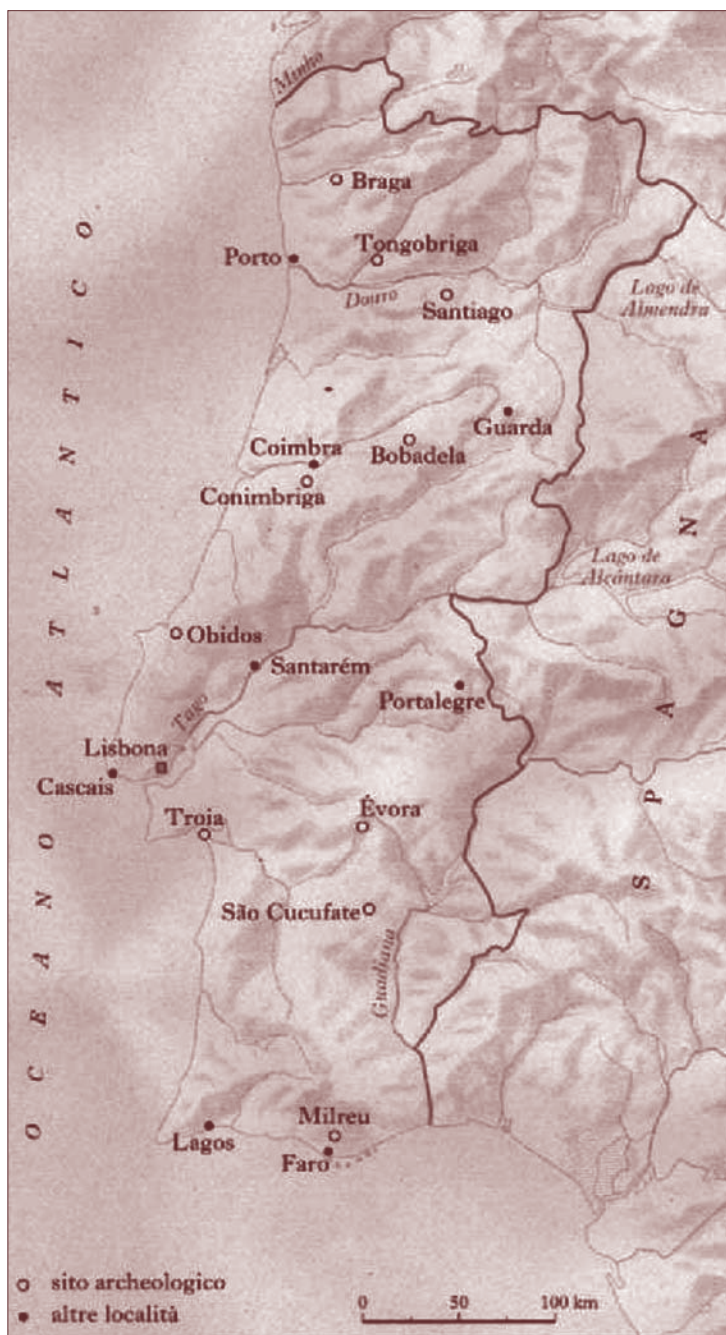 Minho
Braga
Porto
Tongobriga
Douro
Santiago
Lago de
Almendra
Guarda
Coimbra
Bobadela
Conimbriga
Lago de
Alcántara
Obidos
Santarém
Portalegre
Tago
Lisbona
Cascais
Troia
Évora
São Cucufate
Guadiana
Milreu
Lagos
Faro
OCEANO ATLANTICO
SPAGNA
sito archeologico
altre località
0 50 100 km